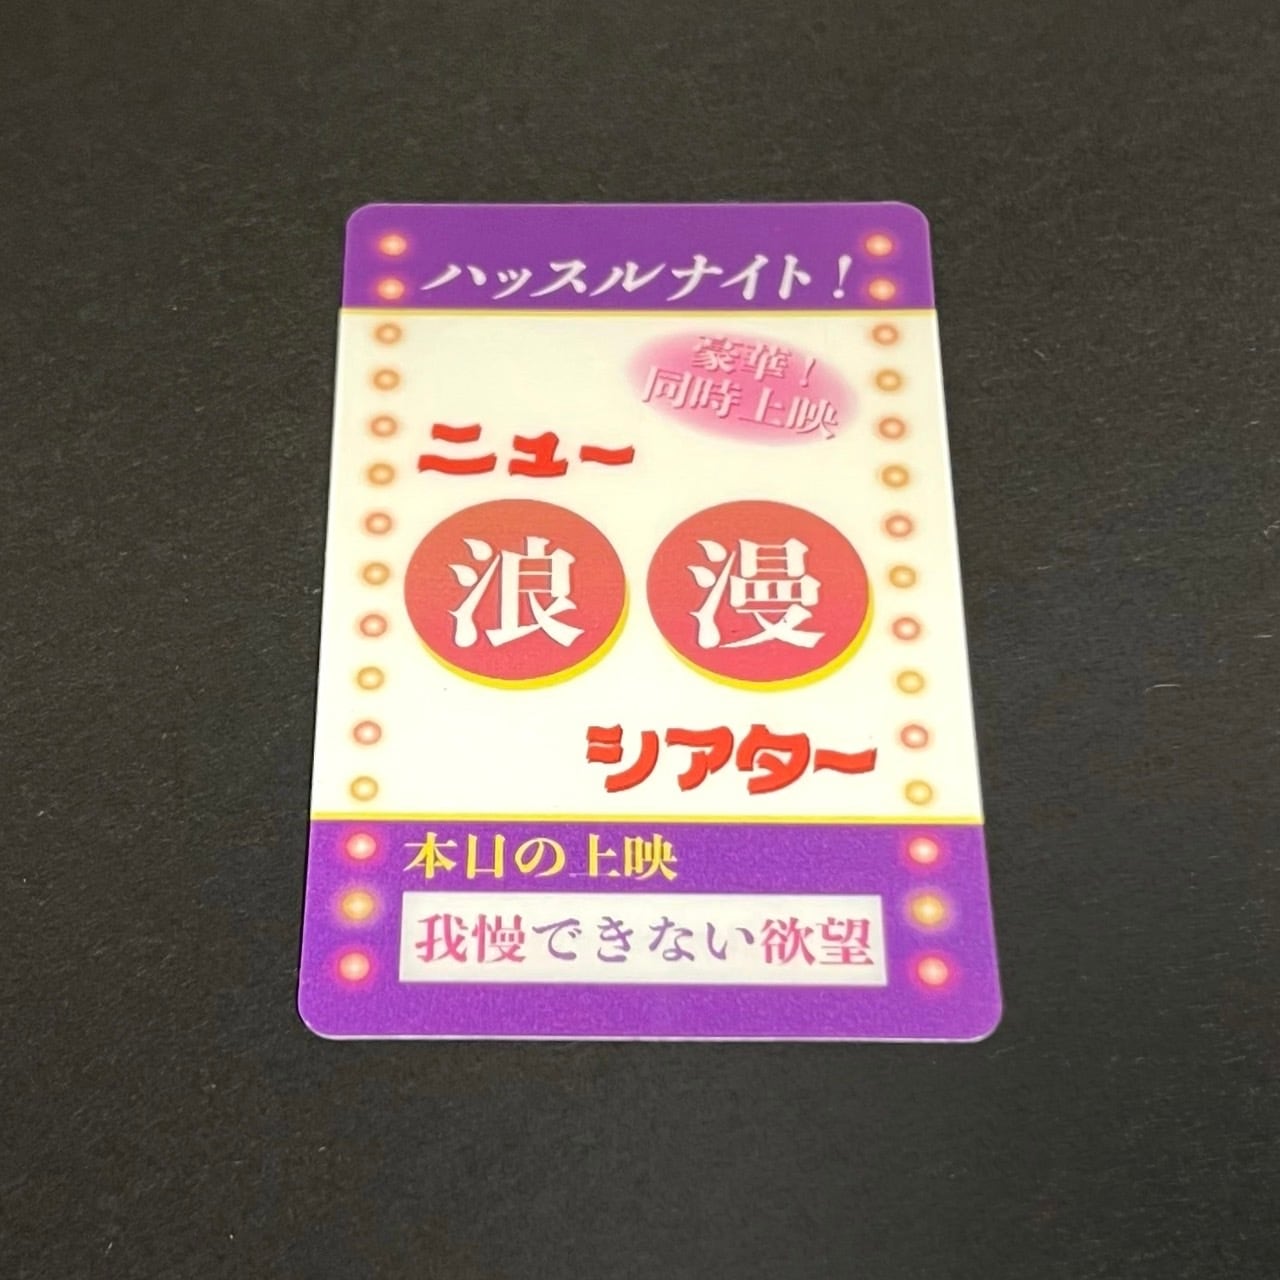 ハッスルナイト!
豪華!
同時上映
ニュー
浪漫
シアター
本日の上映
我慢できない欲望